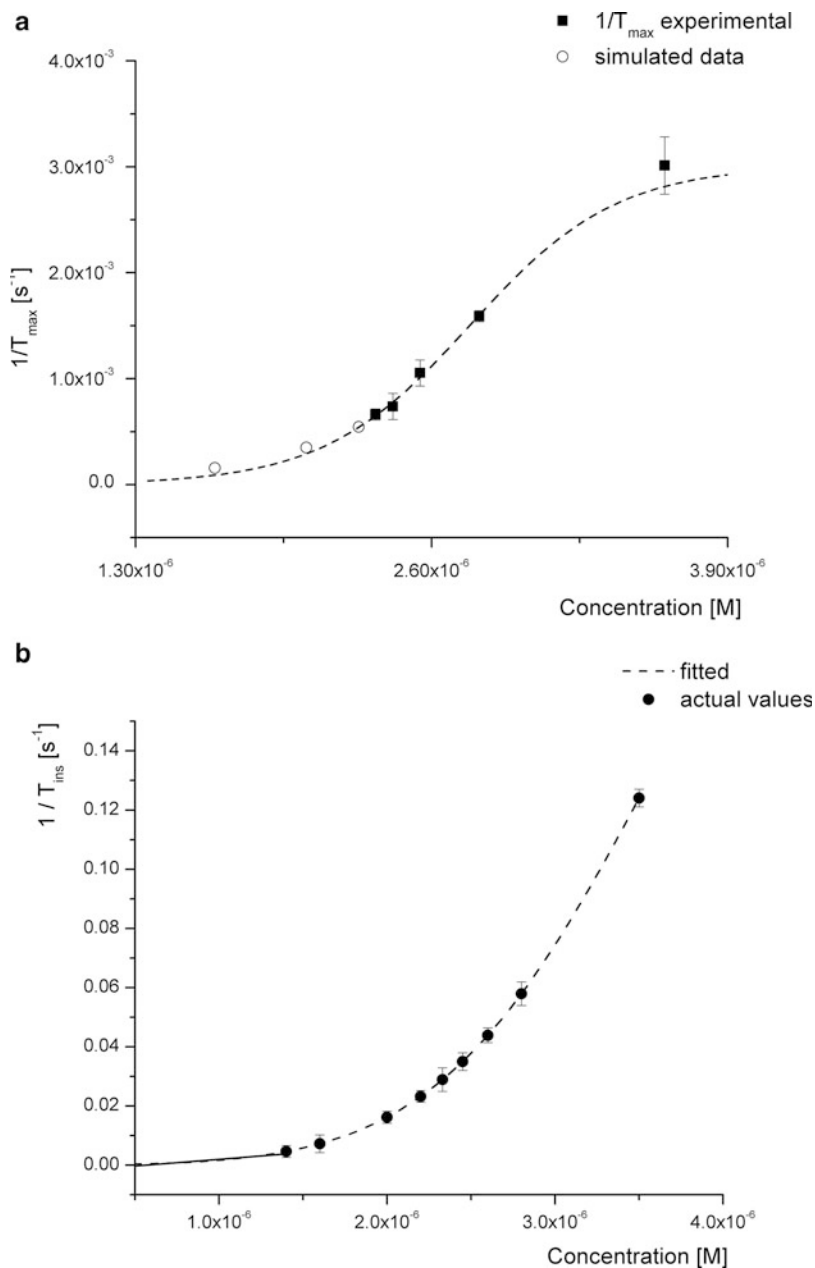 a
1/Tmax experimental
simulated data
4.0x10-3
3.0x10-3
2.0x10-3
1.0x10-3
0.0
1/Tmax [s-1]
1.30x10-6 2.60x10-6 3.90x10-6
Concentration [M]
b
fitted
actual values
0.14
0.12
0.10
0.08
0.06
0.04
0.02
0.00
1 / Tins [s-1]
1.0x10-6 2.0x10-6 3.0x10-6 4.0x10-6
Concentration [M]